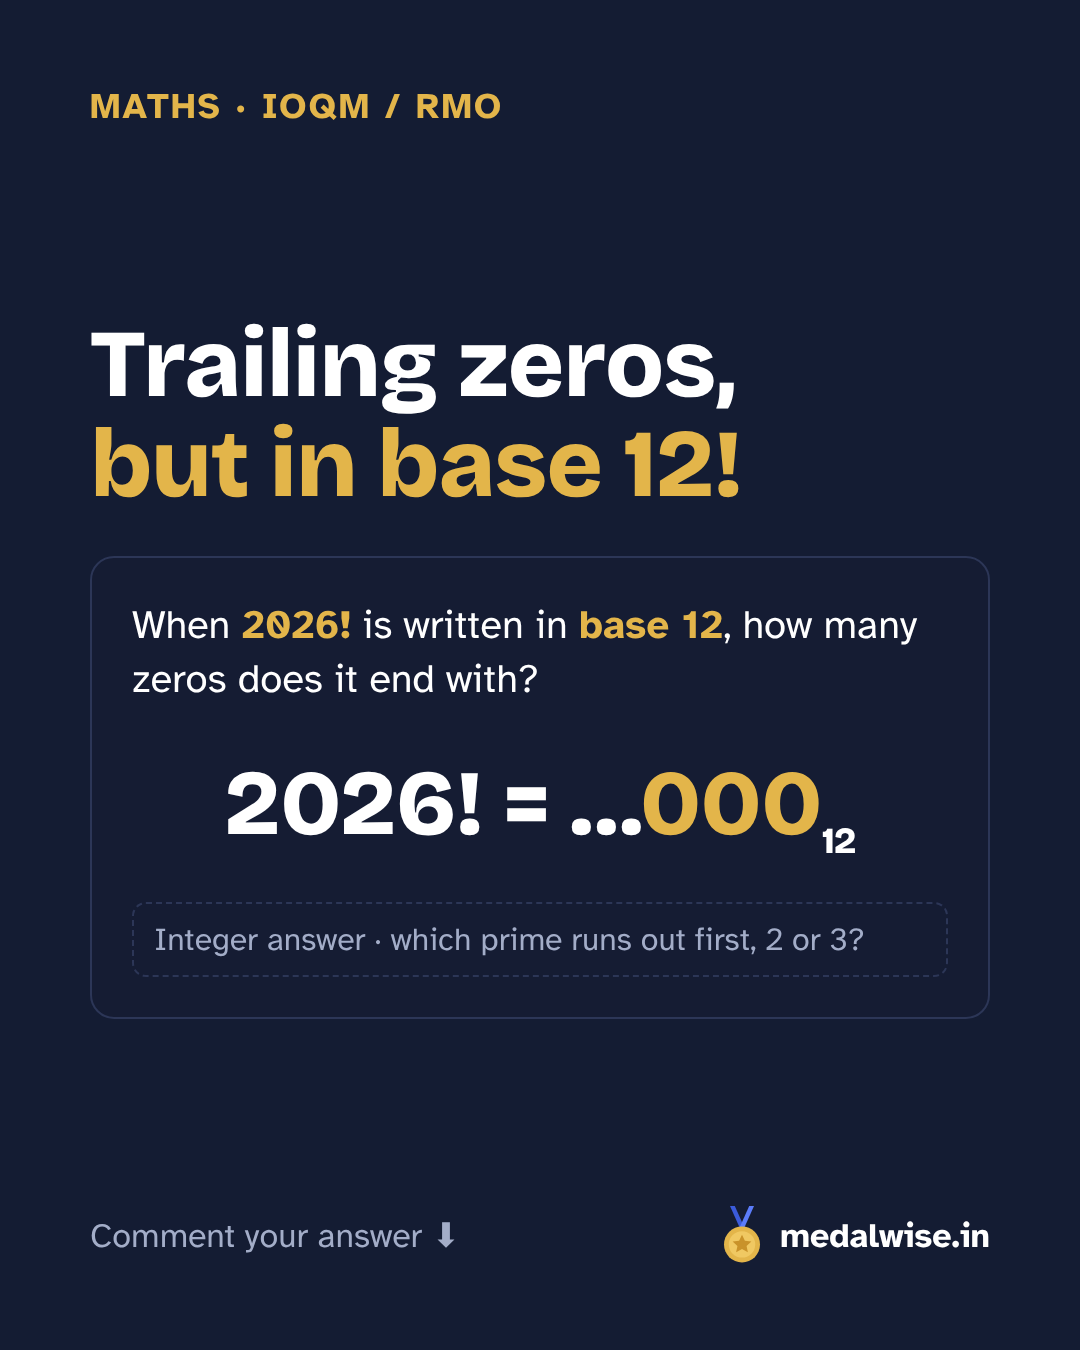 MATHS · IOQM / RMO
Trailing zeros,
but in base 12!
When 2026! is written in base 12, how many
zeros does it end with?
2026! = ...000₁₂
Integer answer · which prime runs out first, 2 or 3?
Comment your answer ⬇
medalwise.in